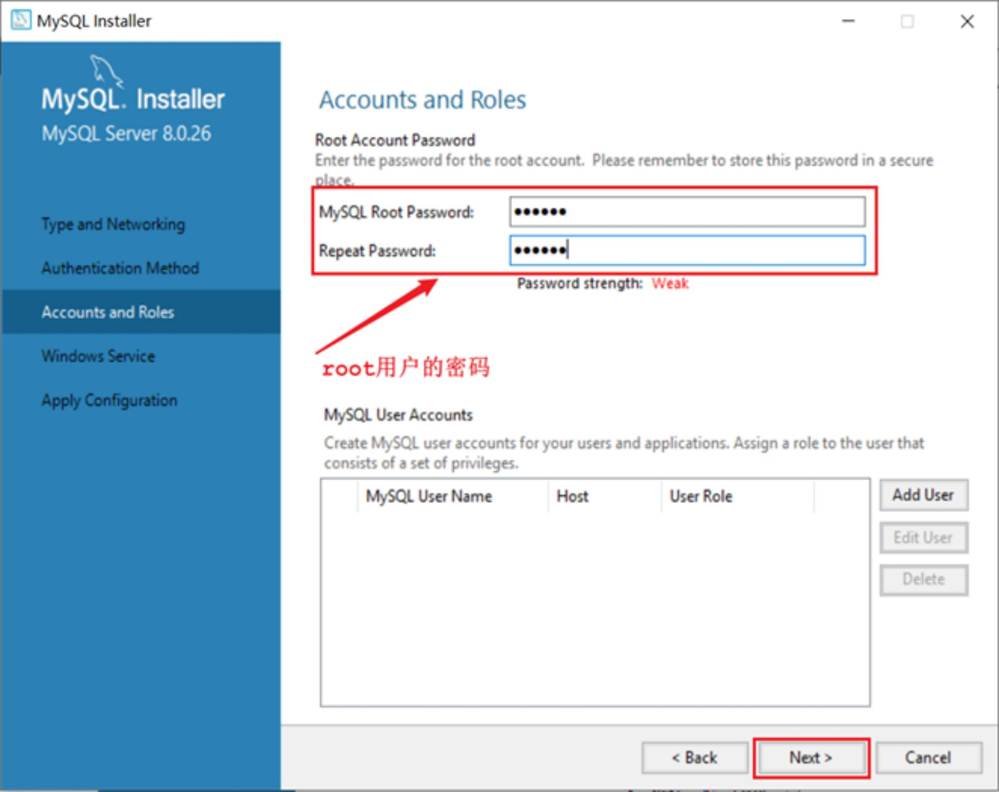 MySQL Installer
MySQL. Installer
MySQL Server 8.0.26
Type and Networking
Authentication Method
Accounts and Roles
Windows Service
Apply Configuration
Accounts and Roles
Root Account Password
Enter the password for the root account. Please remember to store this password in a secure
place.
MySQL Root Password: ••••••
Repeat Password: ••••••
Password strength: Weak
root用户的密码
MySQL User Accounts
Create MySQL user accounts for your users and applications. Assign a role to the user that
consists of a set of privileges.
MySQL User Name Host User Role
Add User
Edit User
Delete
< Back Next > Cancel